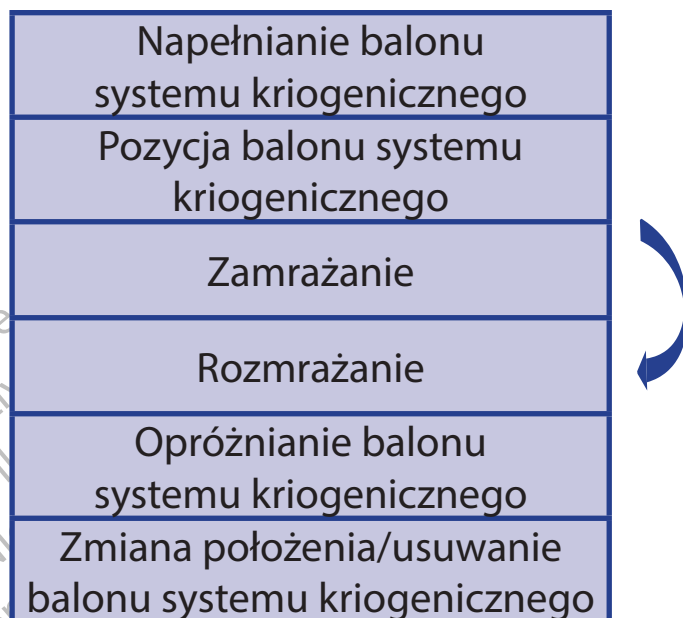 Napełnianie balonu
systemu kriogenicznego
Pozycja balonu systemu
kriogenicznego
Zamrażanie
Rozmrażanie
Opróżnianie balonu
systemu kriogenicznego
Zmiana położenia/usuwanie
balonu systemu kriogenicznego